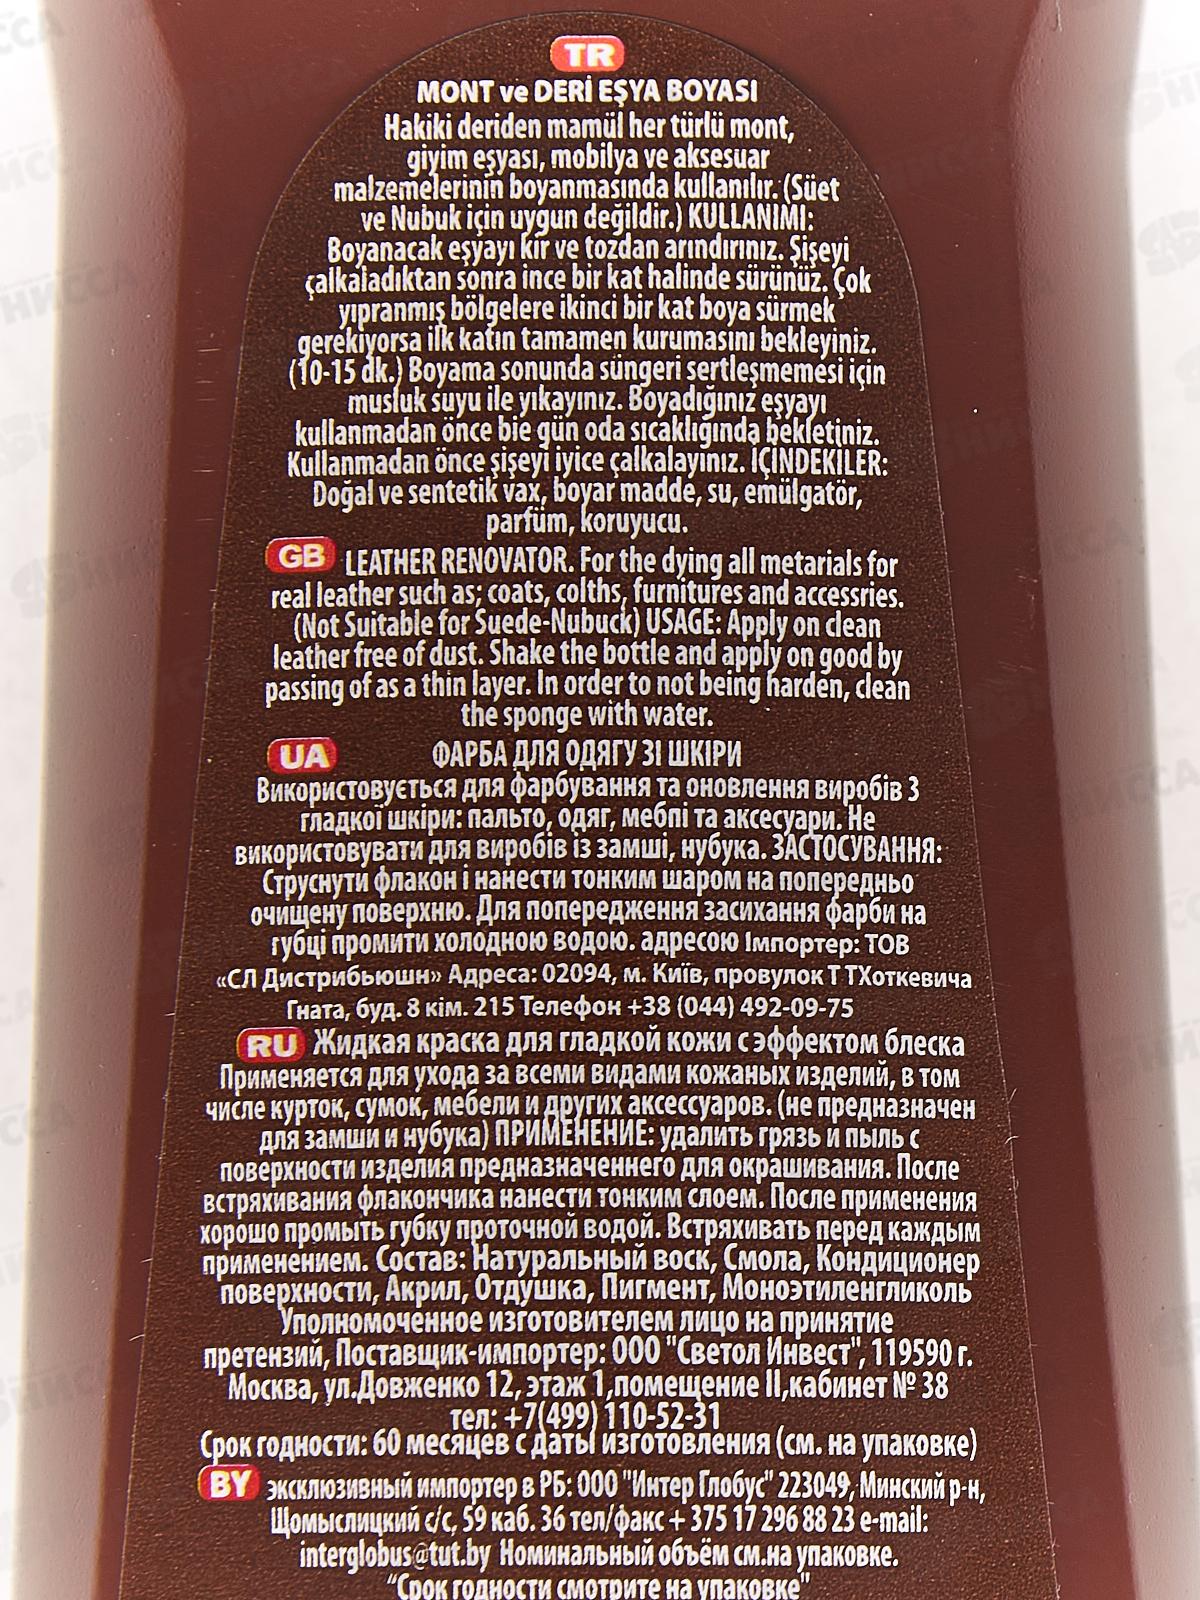 TR
MONT ve DERİ EŞYA BOYASI
Hakiki deriden mamül her türlü mont,
giyim eşyası, mobilya ve aksesuar
malzemelerinin boyanmasında kullanılır. (Süet
ve Nubuk için uygun değildir.) KULLANIMI:
Boyanacak eşyayı kir ve tozdan arındırınız. Şişeyi
çalkaladıktan sonra ince bir kat halinde sürünüz. Çok
yıpranmış bölgelere ikinci bir kat boya sürmek
gerekiyorsa ilk katın tamamen kurumasını bekleyiniz.
(10-15 dk.) Boyama sonunda süngeri sertleşmemesi için
musluk suyu ile yıkayınız. Boyadığınız eşyayı
kullanmadan önce bie gün oda sıcaklığında bekletiniz.
Kullanmadan önce şişeyi iyice çalkalayınız. İÇİNDEKİLER:
Doğal ve sentetik vax, boyar madde, su, emülgatör,
parfüm, koruyucu.
GB LEATHER RENOVATOR. For the dying all metarials for
real leather such as; coats, colths, furnitures and accessries.
(Not Suitable for Suede-Nubuck) USAGE: Apply on clean
leather free of dust. Shake the bottle and apply on good by
passing of as a thin layer. In order to not being harden, clean
the sponge with water.
UA ФАРБА ДЛЯ ОДЯГУ ЗІ ШКІРИ
Використовується для фарбування та оновлення виробів З
гладкої шкіри: пальто, одяг, меблі та аксесуари. Не
використовувати для виробів із замші, нубука. ЗАСТОСУВАННЯ:
Струснути флакон і нанести тонким шаром на попередньо
очищену поверхню. Для попередження засихання фарби на
губці промити холодною водою. адресою Імпортер: ТОВ
«СЛ Дистрибьюшн» Адреса: 02094, м. Київ, провулок Т ТХоткевича
Гната, буд. 8 кім. 215 Телефон +38 (044) 492-09-75
RU Жидкая краска для гладкой кожи с эффектом блеска
Применяется для ухода за всеми видами кожаных изделий, в том
числе курток, сумок, мебели и других аксессуаров. (не предназначен
для замши и нубука) ПРИМЕНЕНИЕ: удалить грязь и пыль с
поверхности изделия предназначеннего для окрашивания. После
встряхивания флакончика нанести тонким слоем. После применения
хорошо промыть губку проточной водой. Встряхивать перед каждым
применением. Состав: Натуральный воск, Смола, Кондиционер
поверхности, Акрил, Отдушка, Пигмент, Моноэтиленгликоль
Уполномоченное изготовителем лицо на принятие
претензий, Поставщик-импортер: ООО "Светол Инвест", 119590 г.
Москва, ул.Довженко 12, этаж 1,помещение II,кабинет № 38
тел: +7(499) 110-52-31
Срок годности: 60 месяцев с даты изготовления (см. на упаковке)
BY эксклюзивный импортер в РБ: ООО "Интер Глобус" 223049, Минский р-н,
Щомыслицкий с/с, 59 каб. 36 тел/факс + 375 17 296 88 23 e-mail:
interglobus@tut.by Номинальный объём см.на упаковке.
"Срок годности смотрите на упаковке"